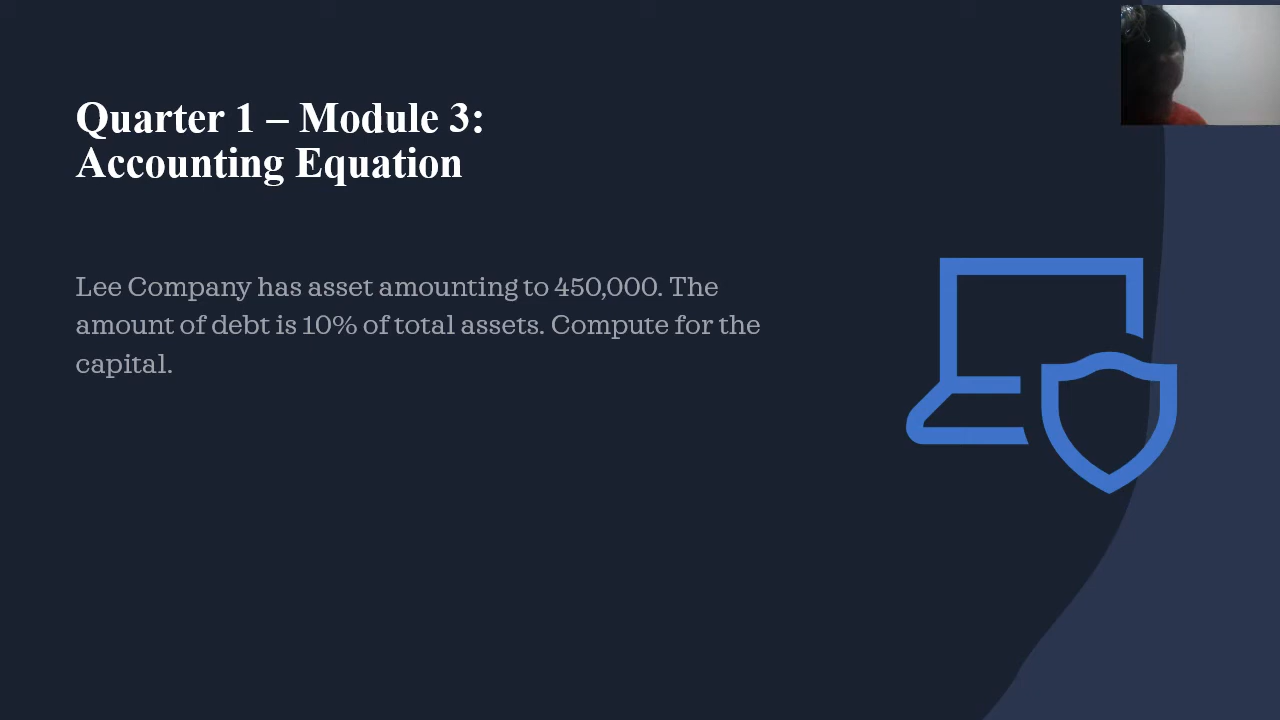 Quarter 1 – Module 3:
Accounting Equation
Lee Company has asset amounting to 450,000. The
amount of debt is 10% of total assets. Compute for the
capital.